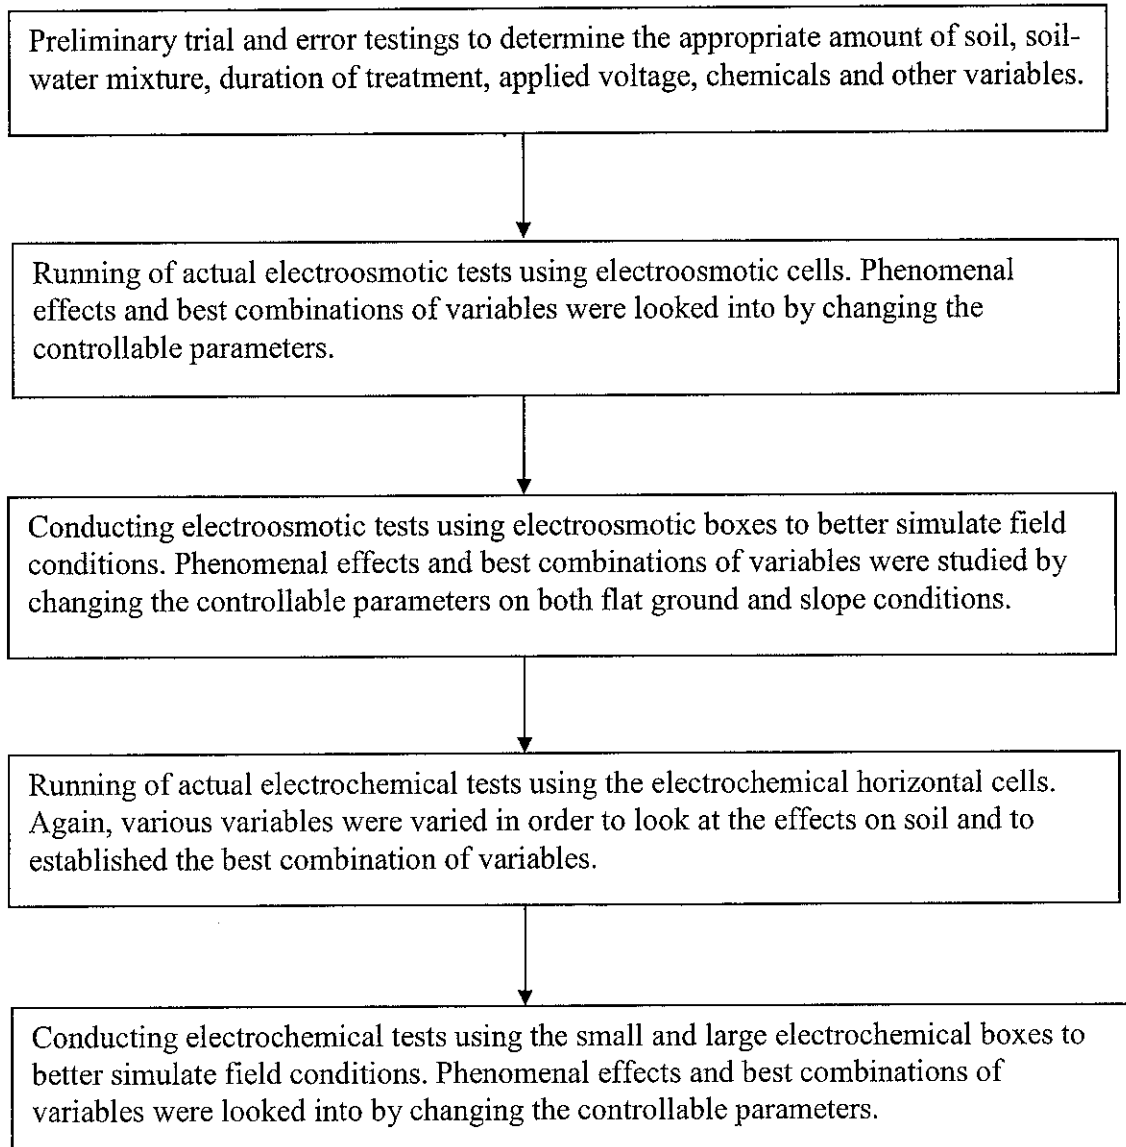 Preliminary trial and error testings to determine the appropriate amount of soil, soil-
water mixture, duration of treatment, applied voltage, chemicals and other variables.
Running of actual electroosmotic tests using electroosmotic cells. Phenomenal
effects and best combinations of variables were looked into by changing the
controllable parameters.
Conducting electroosmotic tests using electroosmotic boxes to better simulate field
conditions. Phenomenal effects and best combinations of variables were studied by
changing the controllable parameters on both flat ground and slope conditions.
Running of actual electrochemical tests using the electrochemical horizontal cells.
Again, various variables were varied in order to look at the effects on soil and to
established the best combination of variables.
Conducting electrochemical tests using the small and large electrochemical boxes to
better simulate field conditions. Phenomenal effects and best combinations of
variables were looked into by changing the controllable parameters.